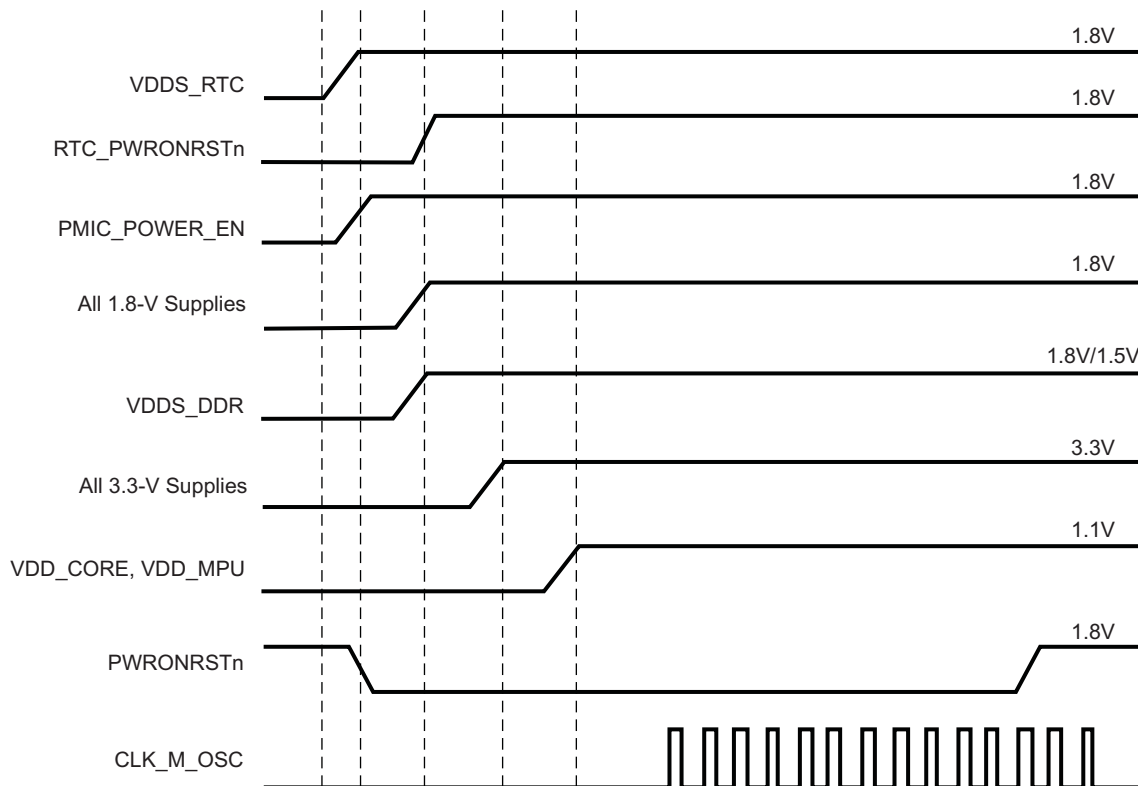 1.8V
VDDS_RTC
1.8V
RTC_PWRONRSTn
1.8V
PMIC_POWER_EN
1.8V
All 1.8-V Supplies
1.8V/1.5V
VDDS_DDR
3.3V
All 3.3-V Supplies
1.1V
VDD_CORE, VDD_MPU
1.8V
PWRONRSTn
CLK_M_OSC